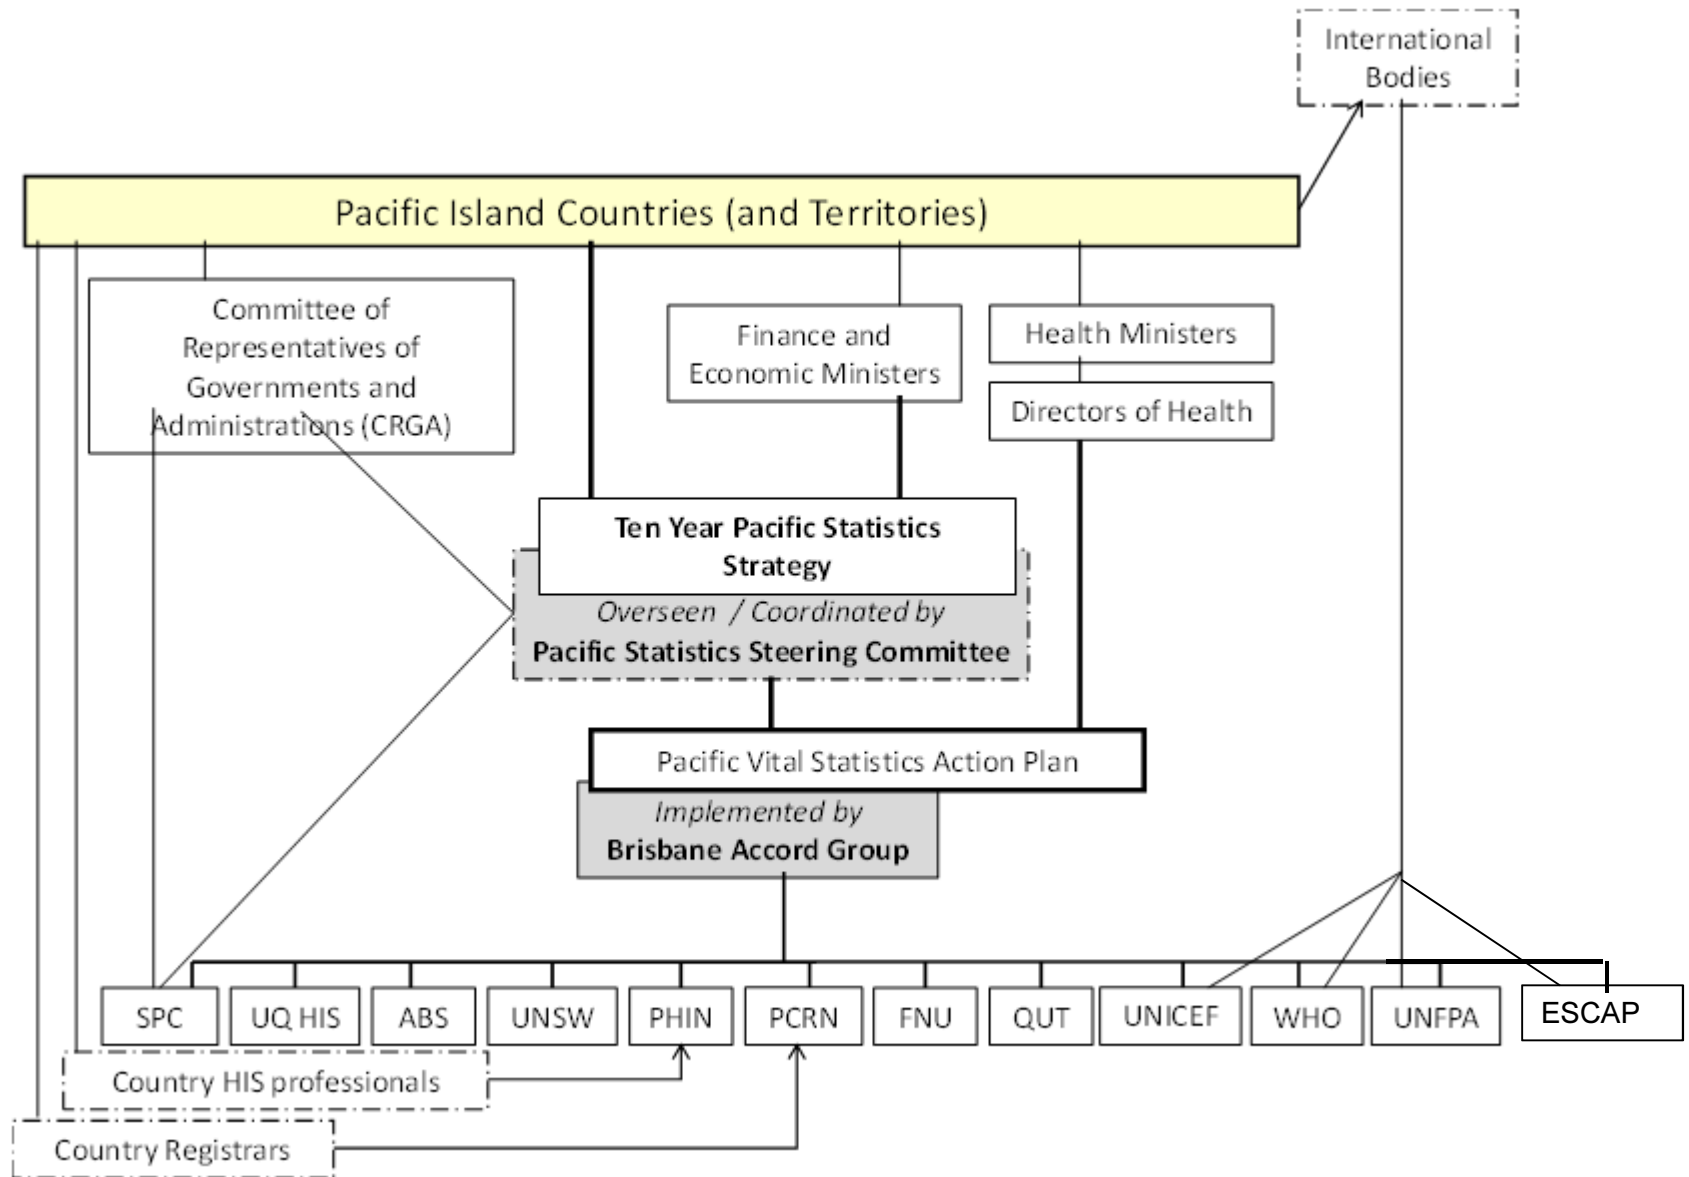 International
Bodies
Pacific Island Countries (and Territories)
Committee of
Representatives of
Governments and
Administrations (CRGA)
Finance and
Economic Ministers
Health Ministers
Directors of Health
Ten Year Pacific Statistics
Strategy
Overseen / Coordinated by
Pacific Statistics Steering Committee
Pacific Vital Statistics Action Plan
Implemented by
Brisbane Accord Group
SPC
UQ HIS
ABS
UNSW
PHIN
PCRN
FNU
QUT
UNICEF
WHO
UNFPA
ESCAP
Country HIS professionals
Country Registrars